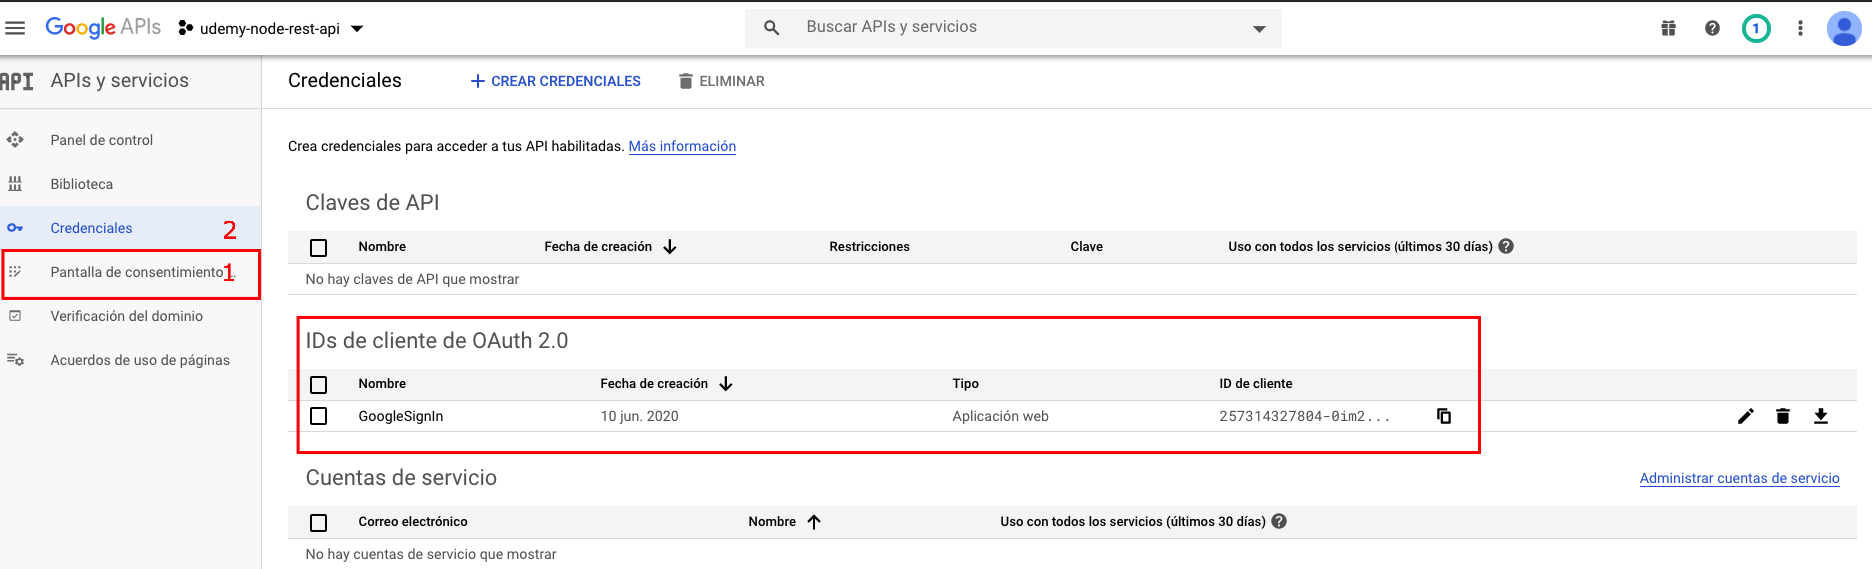 Google APIs udemy-node-rest-api Buscar APIs y servicios 1
API APIs y servicios
Credenciales CREAR CREDENCIALES ELIMINAR
Panel de control
Biblioteca
Credenciales 2
Pantalla de consentimiento ... 1
Verificación del dominio
Acuerdos de uso de páginas
Crea credenciales para acceder a tus API habilitadas. Más información
Claves de API
Nombre Fecha de creación Restricciones Clave Uso con todos los servicios (últimos 30 días)
No hay claves de API que mostrar
IDs de cliente de OAuth 2.0
Nombre Fecha de creación Tipo ID de cliente
GoogleSignIn 10 jun. 2020 Aplicación web 257314327804-0im2...
Cuentas de servicio Administrar cuentas de servicio
Correo electrónico Nombre Uso con todos los servicios (últimos 30 días)
No hay cuentas de servicio que mostrar